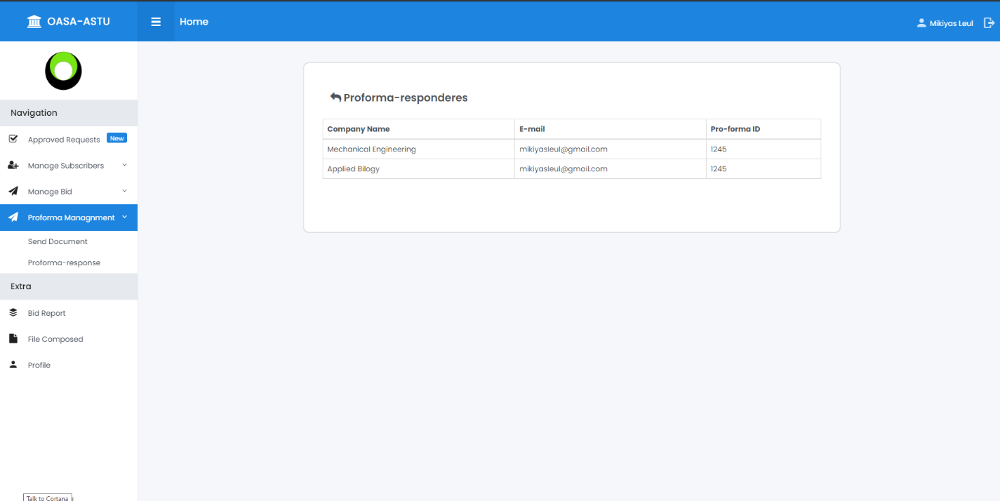 OASA-ASTU
Home
Mikiyas Leul
Navigation
Approved Requests New
Manage Subscribers
Manage Bid
Proforma Managnment
Send Document
Proforma-response
Extra
Bid Report
File Composed
Profile
Proforma-responderes
Company Name E-mail Pro-forma ID
Mechanical Engineering mikiyasleul@gmail.com 1245
Applied Bilogy mikiyasleul@gmail.com 1245
Talk to Cortana